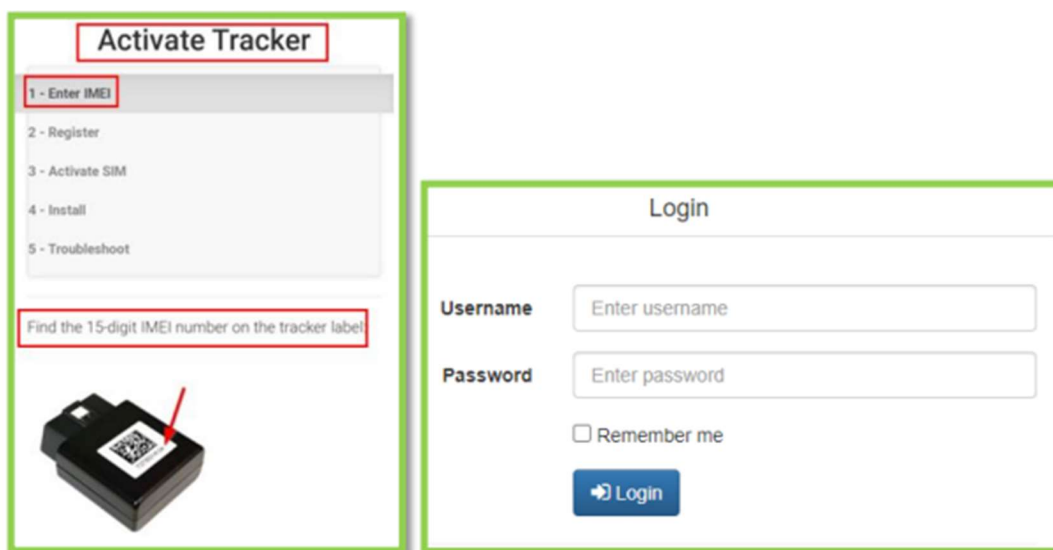 Activate Tracker
1 - Enter IMEI
2 - Register
3 - Activate SIM
4 - Install
5 - Troubleshoot
Find the 15-digit IMEI number on the tracker label:
Login
Username
Enter username
Password
Enter password
Remember me
Login